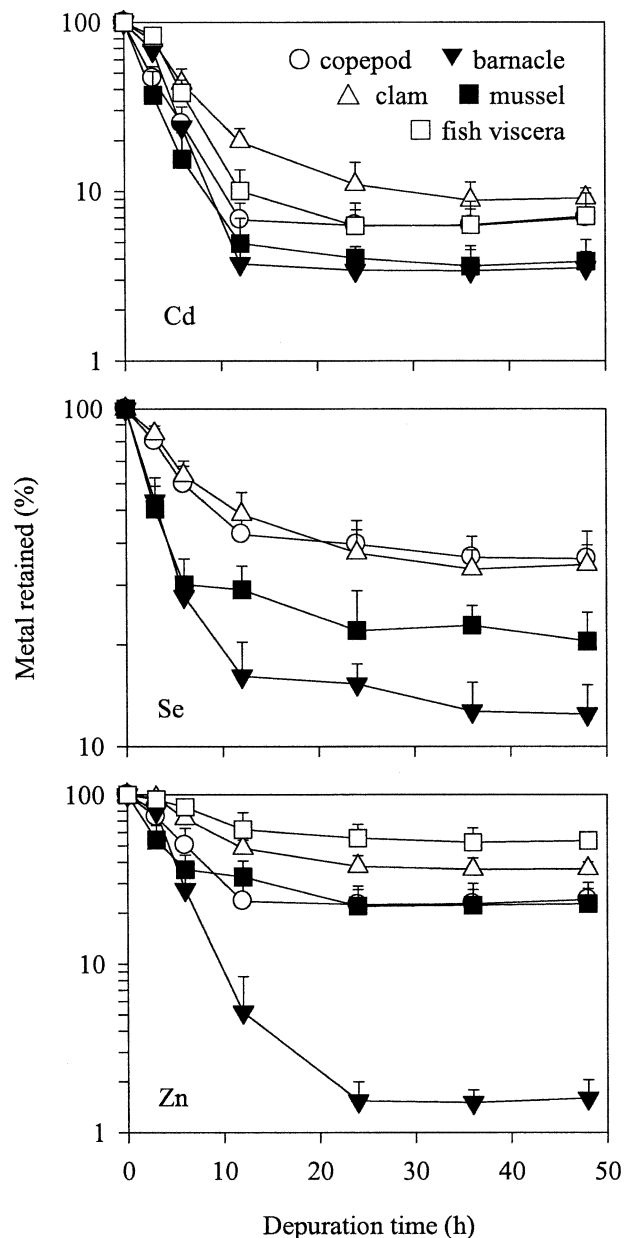 100
copepod barnacle
clam mussel
fish viscera
10
Cd
1
100
Metal retained (%)
Se
10
100
10
Zn
1
0 10 20 30 40 50
Depuration time (h)